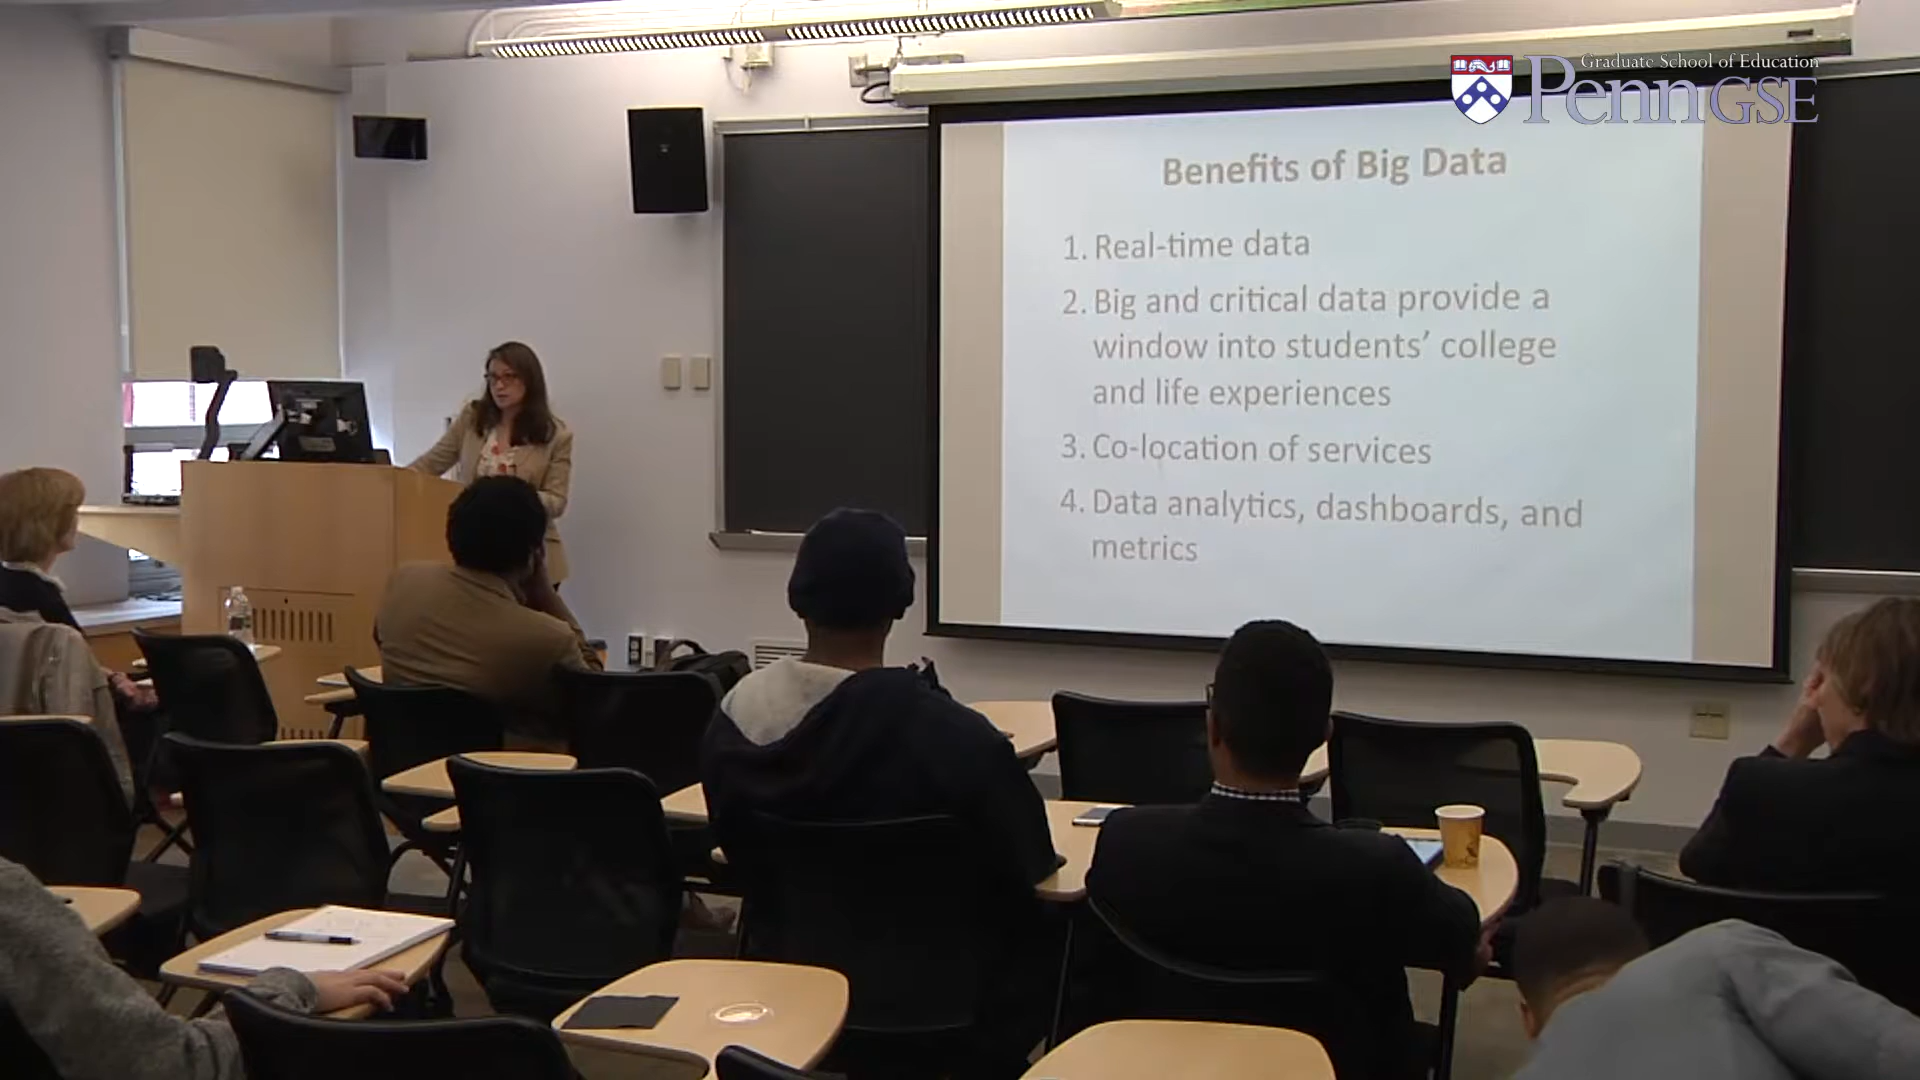 Graduate School of Education
PennGSE
Benefits of Big Data
1. Real-time data
2. Big and critical data provide a
window into students’ college
and life experiences
3. Co-location of services
4. Data analytics, dashboards, and
metrics